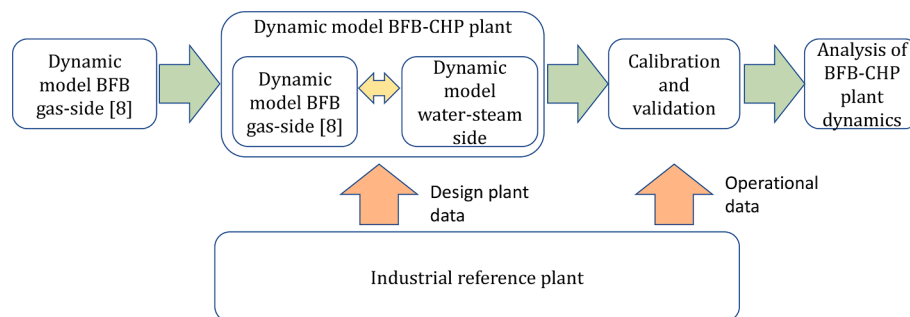 Dynamic
model BFB
gas-side [8]
Dynamic model BFB-CHP plant
Dynamic
model BFB
gas-side [8]
Dynamic
model
water-steam
side
Calibration
and
validation
Analysis of
BFB-CHP
plant
dynamics
Design plant
data
Operational
data
Industrial reference plant